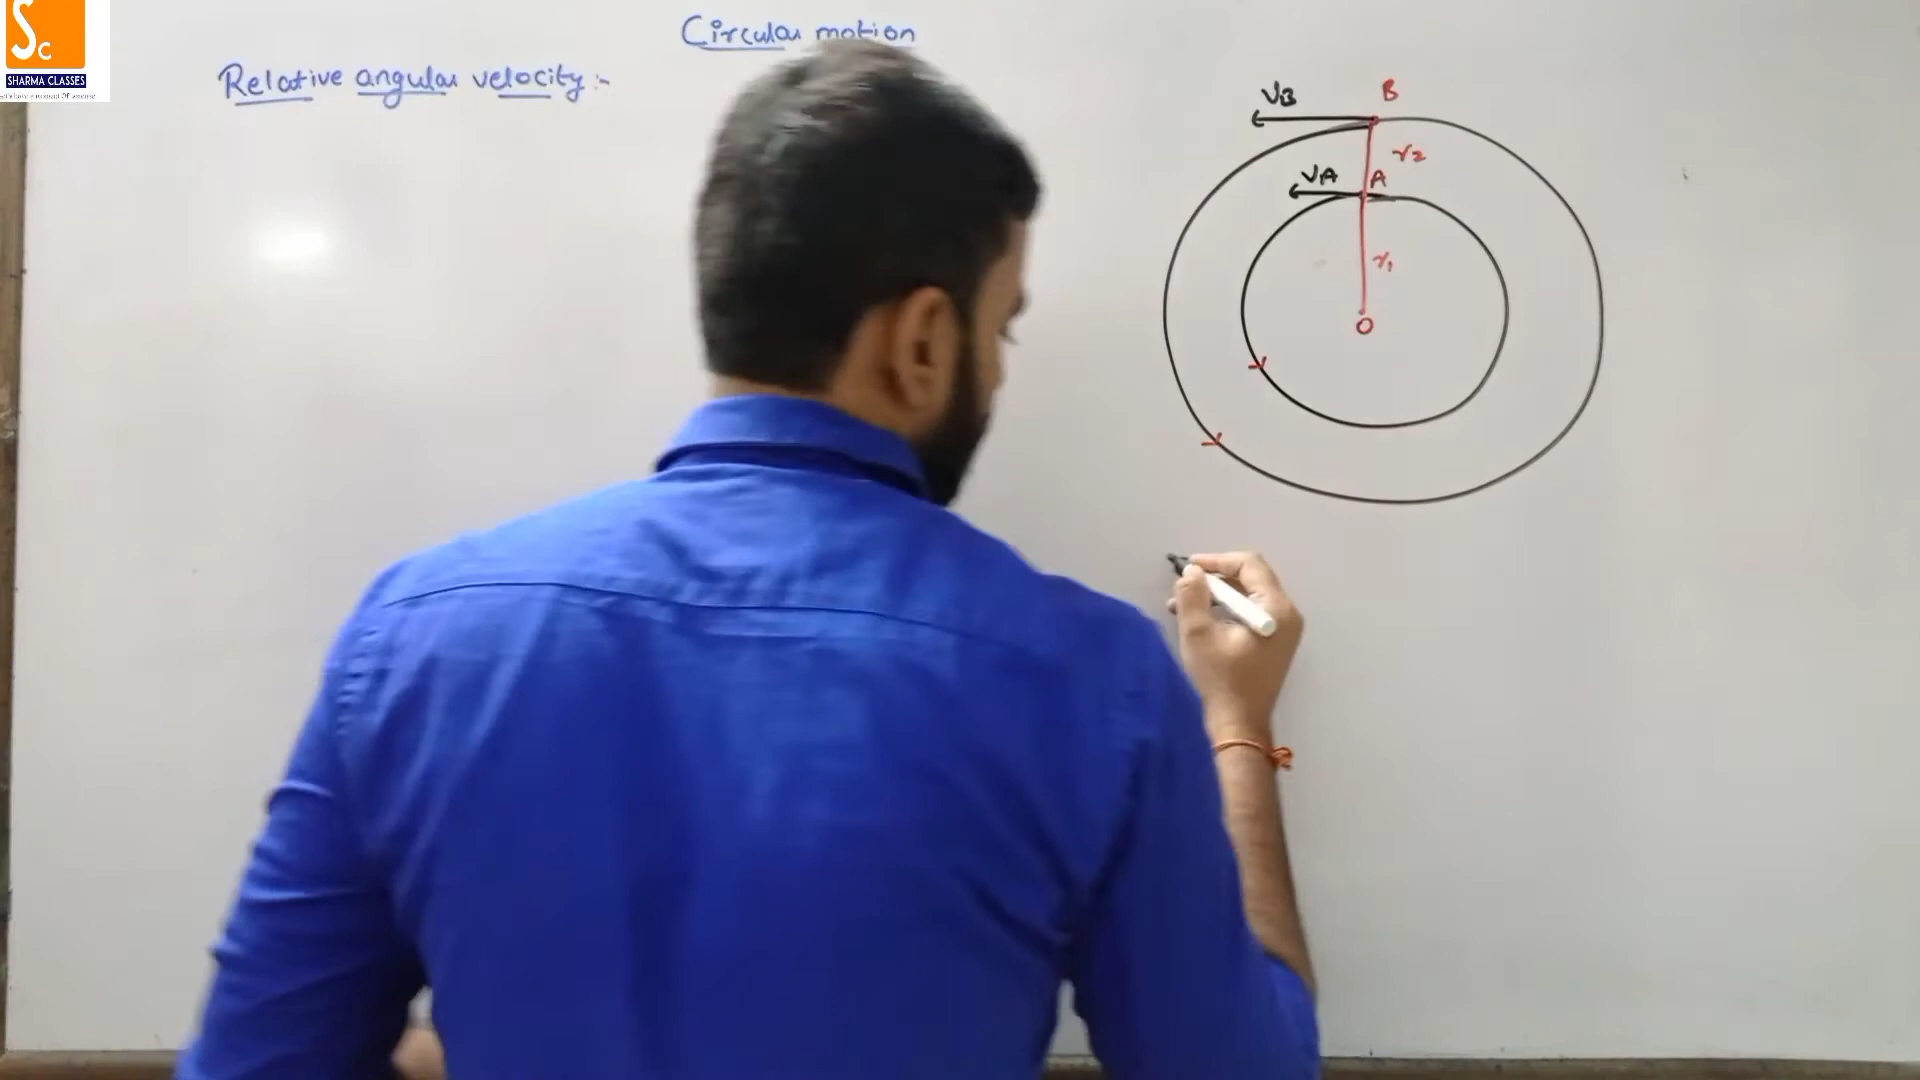 Sc
SHARMA CLASSES
Circular motion
Relative angular velocity:-
VB
B
r2
VA
A
r1
O